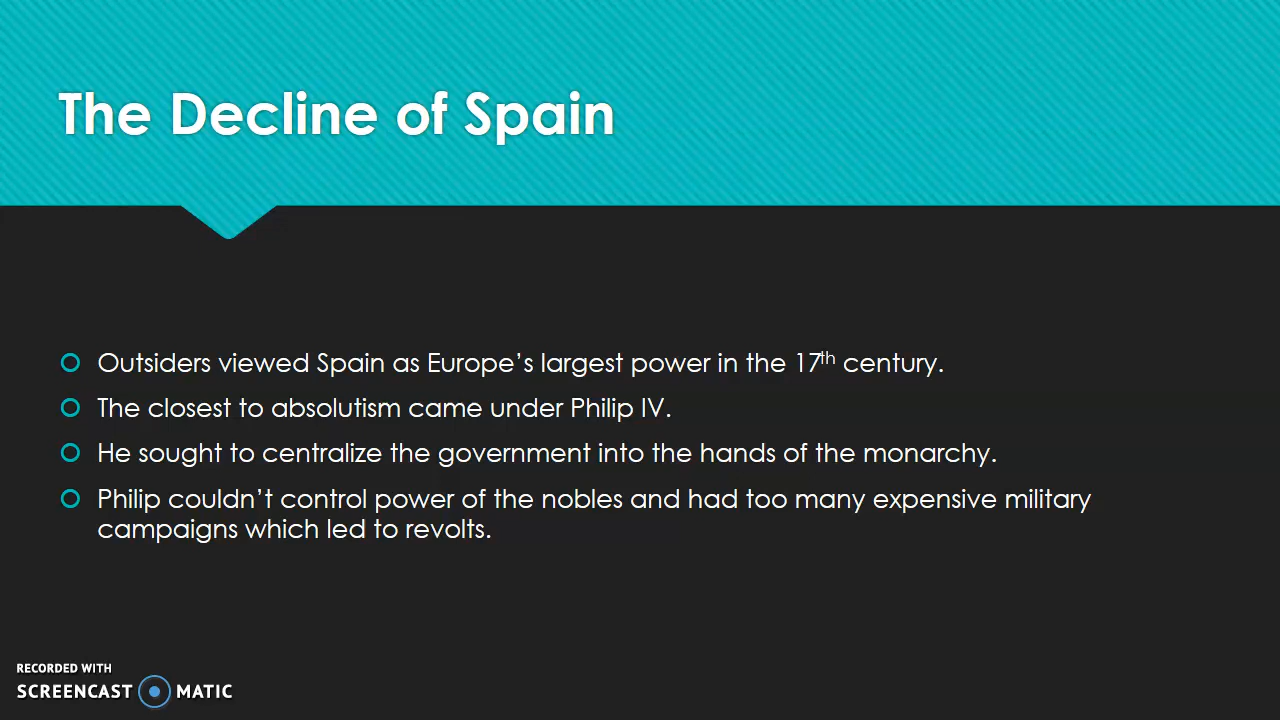 The Decline of Spain
Outsiders viewed Spain as Europe’s largest power in the 17th century.
The closest to absolutism came under Philip IV.
He sought to centralize the government into the hands of the monarchy.
Philip couldn’t control power of the nobles and had too many expensive military
campaigns which led to revolts.
RECORDED WITH
SCREENCAST MATIC